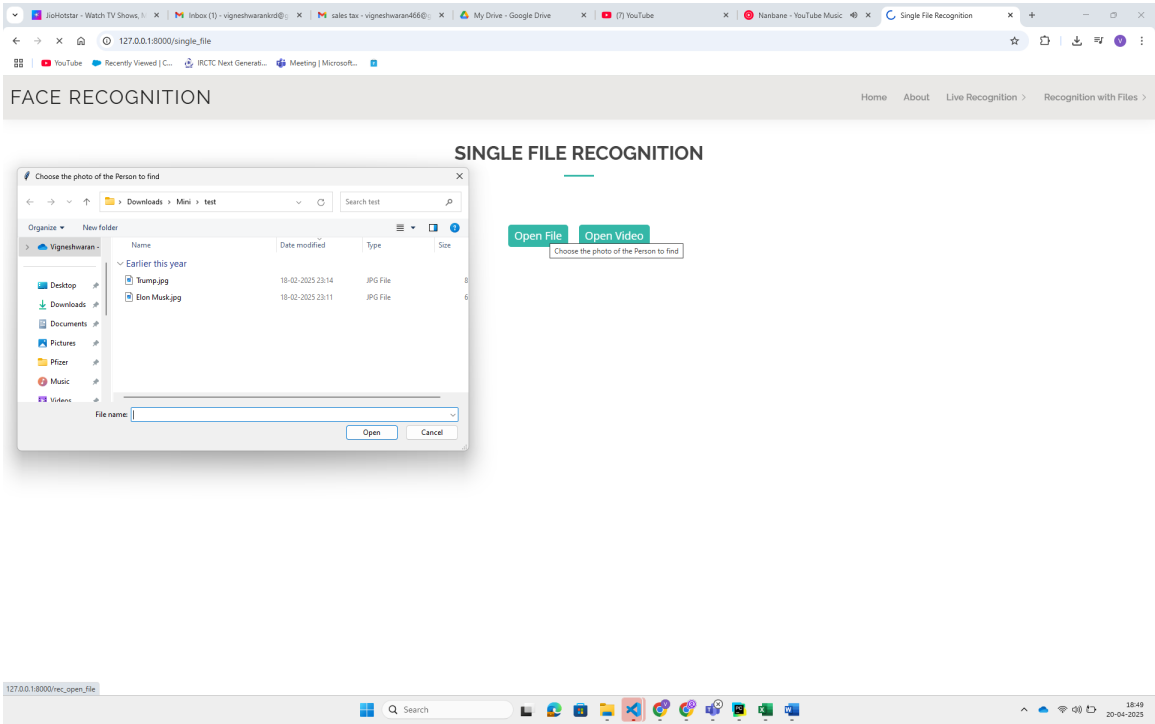 JioHotstar - Watch TV Shows, M
Inbox (1) - vigneshwarankrd@g
sales tax - vigneshwaran466@g
My Drive - Google Drive
(7) YouTube
Nanbane - YouTube Music
Single File Recognition
127.0.0.1:8000/single_file
V
YouTube
Recently Viewed | C...
IRCTC Next Generati...
Meeting | Microsoft...
FACE RECOGNITION
Home
About
Live Recognition >
Recognition with Files >
SINGLE FILE RECOGNITION
Choose the photo of the Person to find
Downloads > Mini > test
Search test
Organize
New folder
Vigneshwaran -
Name
Date modified
Type
Size
Earlier this year
Trump.jpg
18-02-2025 23:14
JPG File
8
Elon Musk.jpg
18-02-2025 23:11
JPG File
6
Desktop
Downloads
Documents
Pictures
Pfizer
Music
Videos
File name:
Open
Cancel
Open File
Open Video
Choose the photo of the Person to find
127.0.0.1:8000/rec_open_file
Search
18:49
20-04-2025